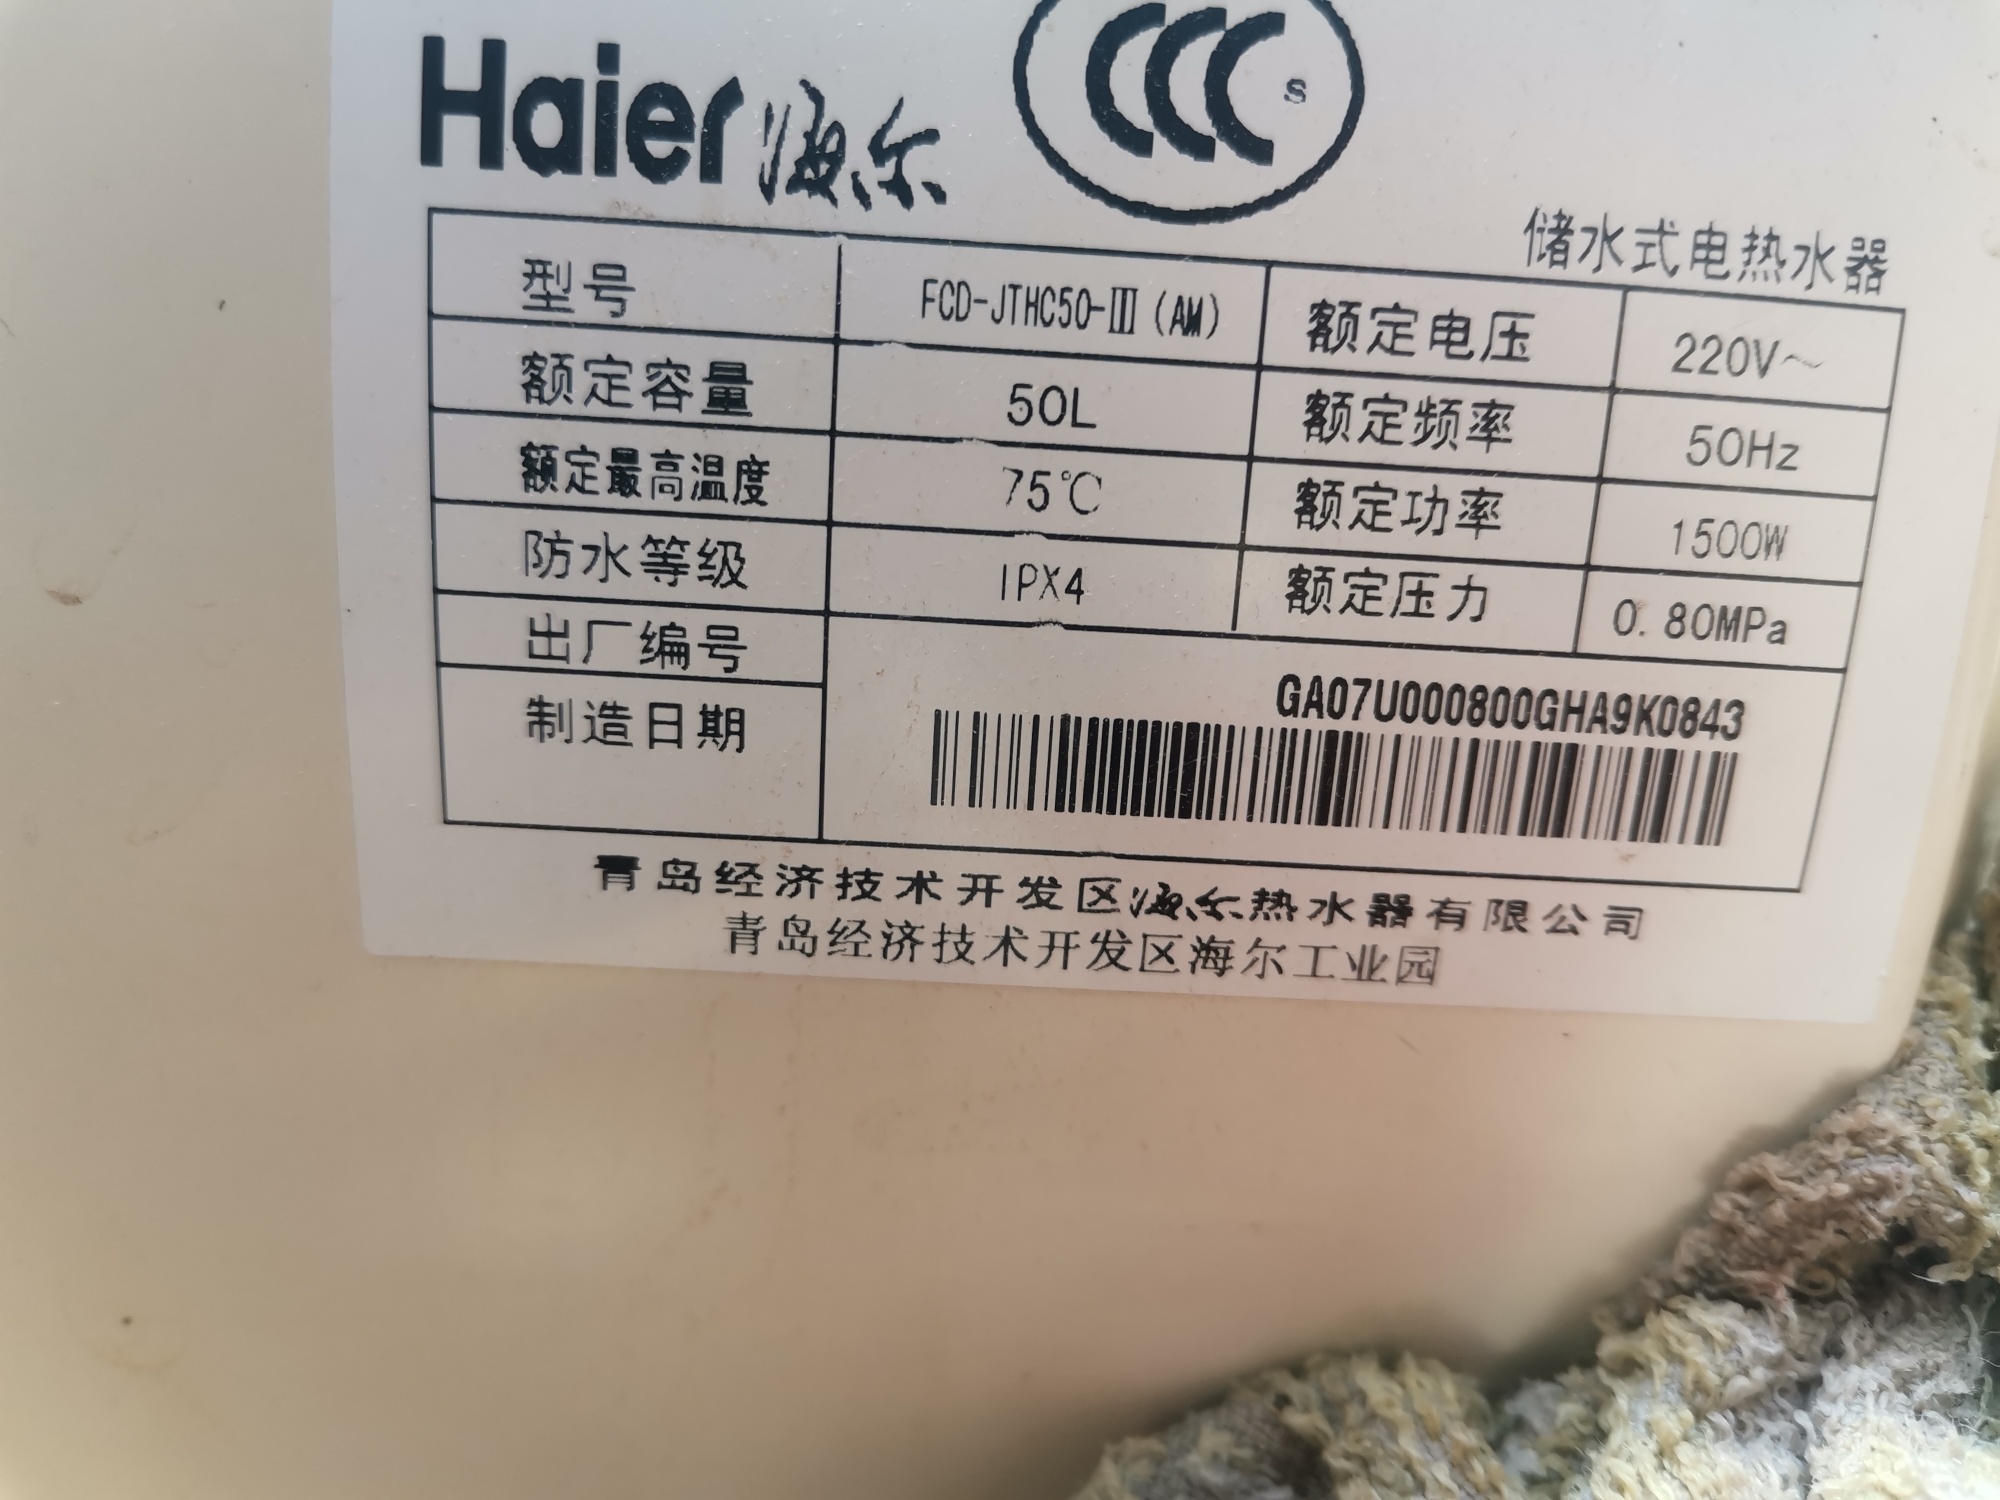 Haier海尔
CCC S
储水式电热水器
型号 FCD-JTHC50-III(AM) 额定电压 220V~
额定容量 50L 额定频率 50Hz
额定最高温度 75℃ 额定功率 1500W
防水等级 IPX4 额定压力 0.80MPa
出厂编号
GA07U000800GHA9K0843
制造日期
青岛经济技术开发区海尔热水器有限公司
青岛经济技术开发区海尔工业园